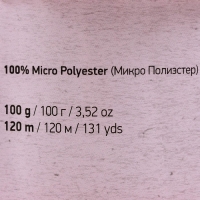 100% Micro Polyester (Микро Полиэстер)
100 g / 100 г / 3,52 oz
120 m / 120 м / 131 yds